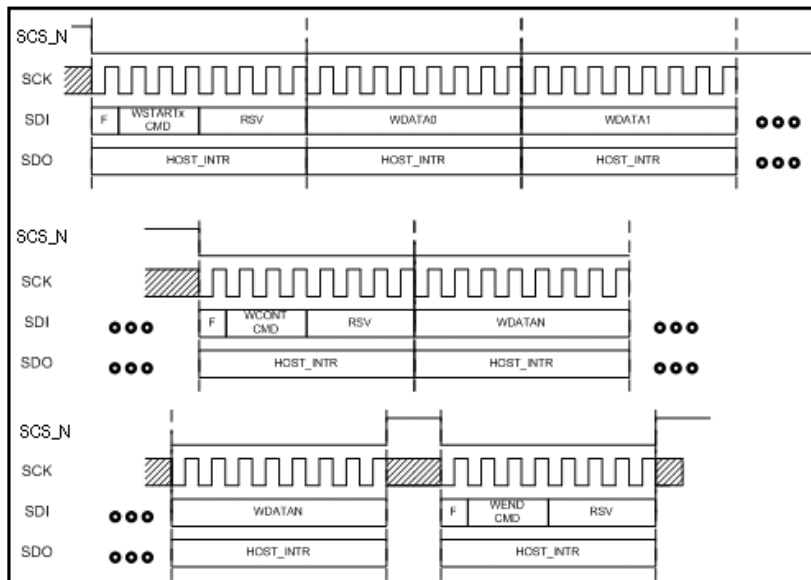 SCS_N
SCK
SDI F WSTARTx CMD RSV WDATA0 WDATA1
SDO HOST_INTR HOST_INTR HOST_INTR
SCS_N
SCK
SDI F WCONT CMD RSV WDATAN
SDO HOST_INTR HOST_INTR
SCS_N
SCK
SDI WDATAN F WEND CMD RSV
SDO HOST_INTR HOST_INTR